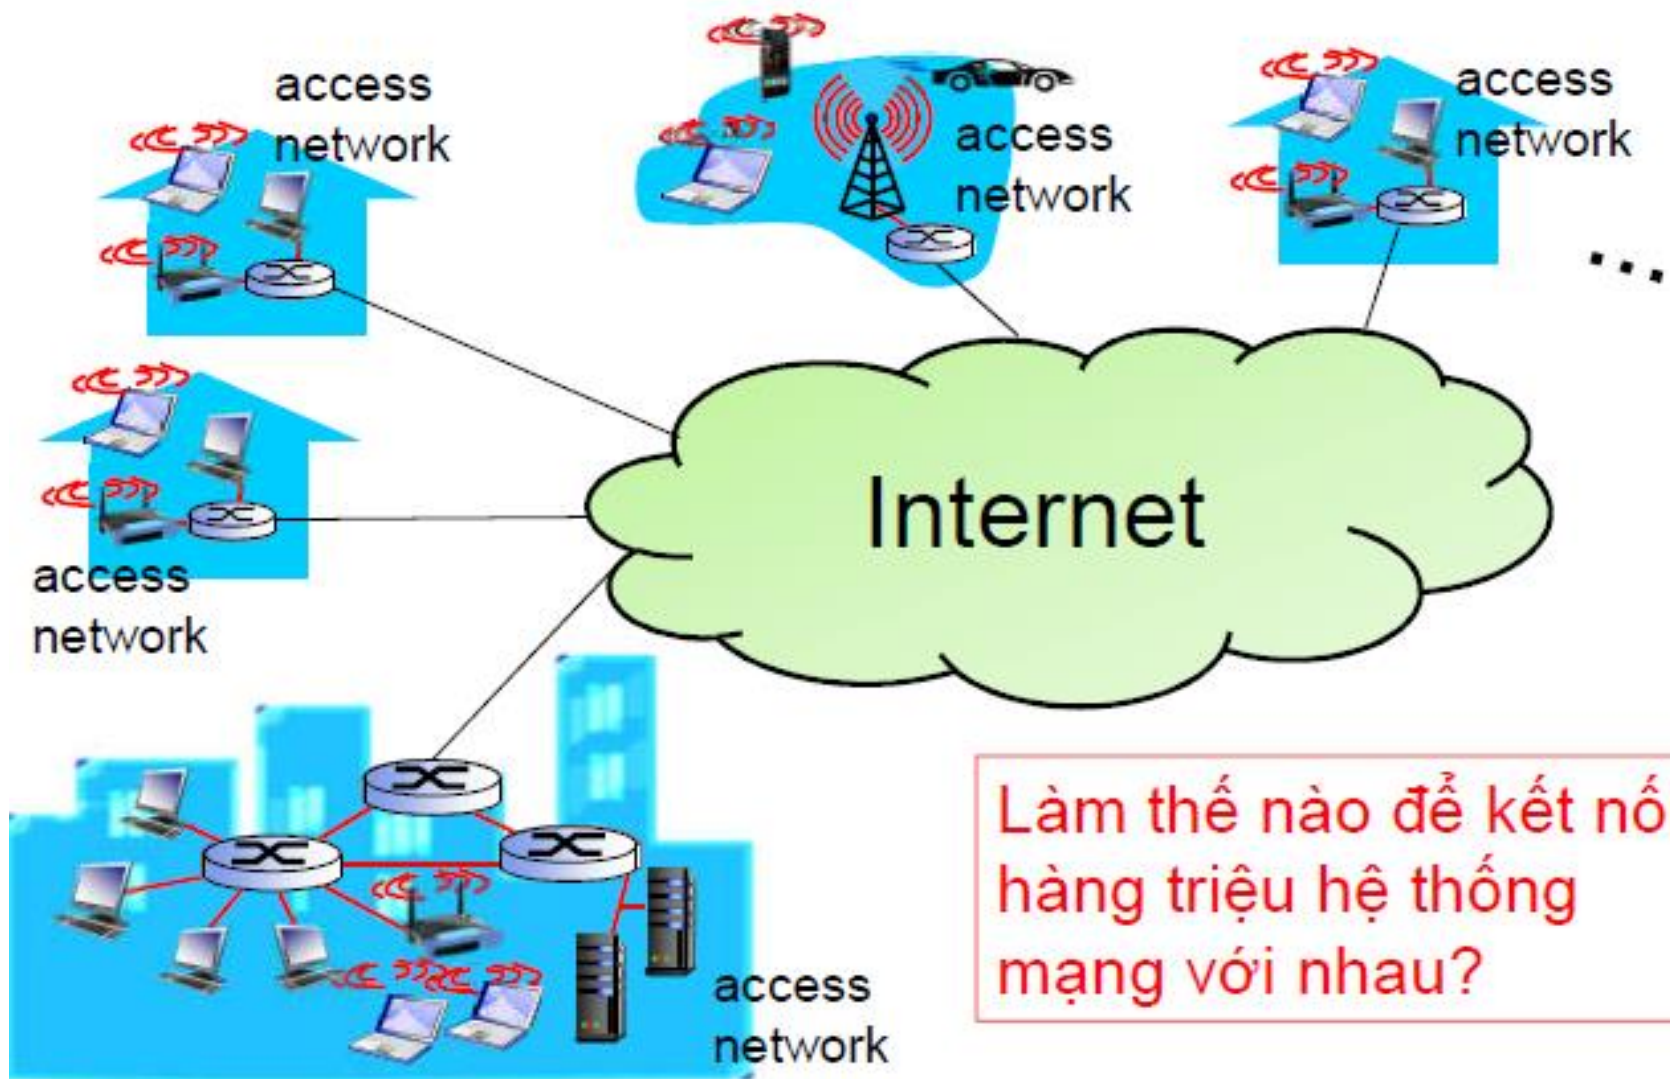 access
network
access
network
access
network
...
Internet
access
network
access
network
Làm thế nào để kết nố
hàng triệu hệ thống
mạng với nhau?